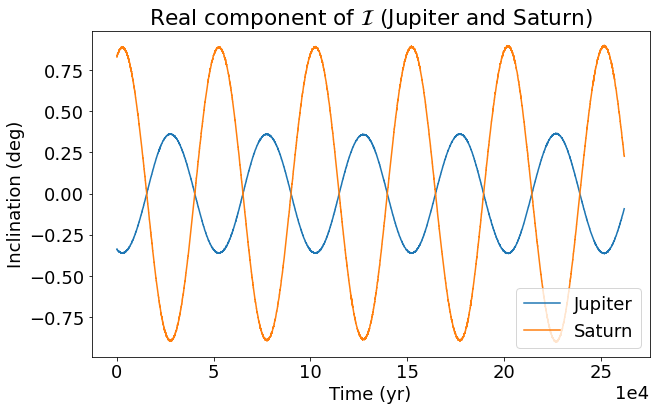 Real component of ℐ (Jupiter and Saturn)
Inclination (deg)
0.75
0.50
0.25
0.00
−0.25
−0.50
−0.75
Jupiter
Saturn
0 5 10 15 20 25
1e4
Time (yr)